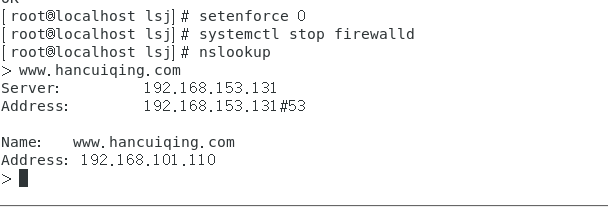 [root@localhost lsj]# setenforce 0
[root@localhost lsj]# systemctl stop firewalld
[root@localhost lsj]# nslookup
> www.hancuiqing.com
Server: 192.168.153.131
Address: 192.168.153.131#53
Name: www.hancuiqing.com
Address: 192.168.101.110
>